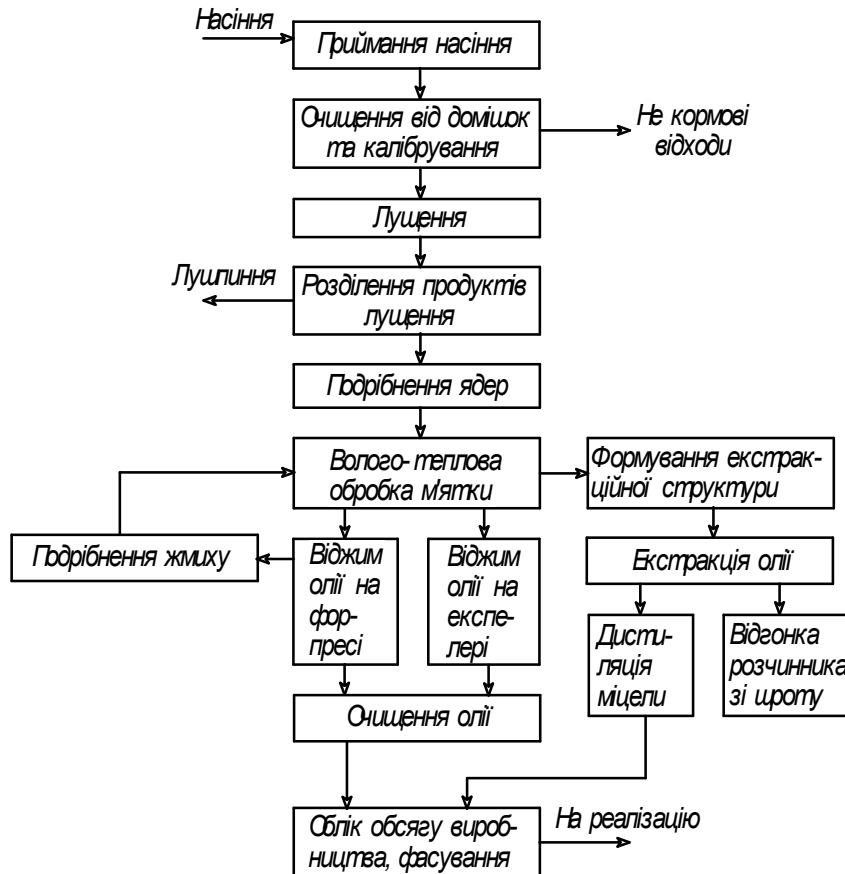 Насіння
Приймання насіння
Очищення від домішок
та калібрування
Не кормові
відходи
Лущення
Лушпиння
Розділення продуктів
лущення
Подрібнення ядер
Волого-теплова
обробка м'ятки
Формування екстрак-
ційної структури
Подрібнення жмиху
Віджим
олії на
фор-
пресі
Віджим
олії на
експе-
лері
Екстракція олії
Дисти-
ляція
міцели
Відгонка
розчинника
зі шроту
Очищення олії
Облік обсягу вироб-
ництва, фасування
На реалізацію